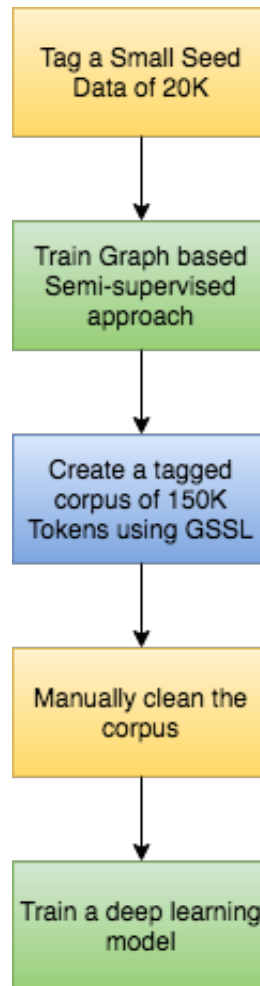 Tag a Small Seed
Data of 20K
Train Graph based
Semi-supervised
approach
Create a tagged
corpus of 150K
Tokens using GSSL
Manually clean the
corpus
Train a deep learning
model